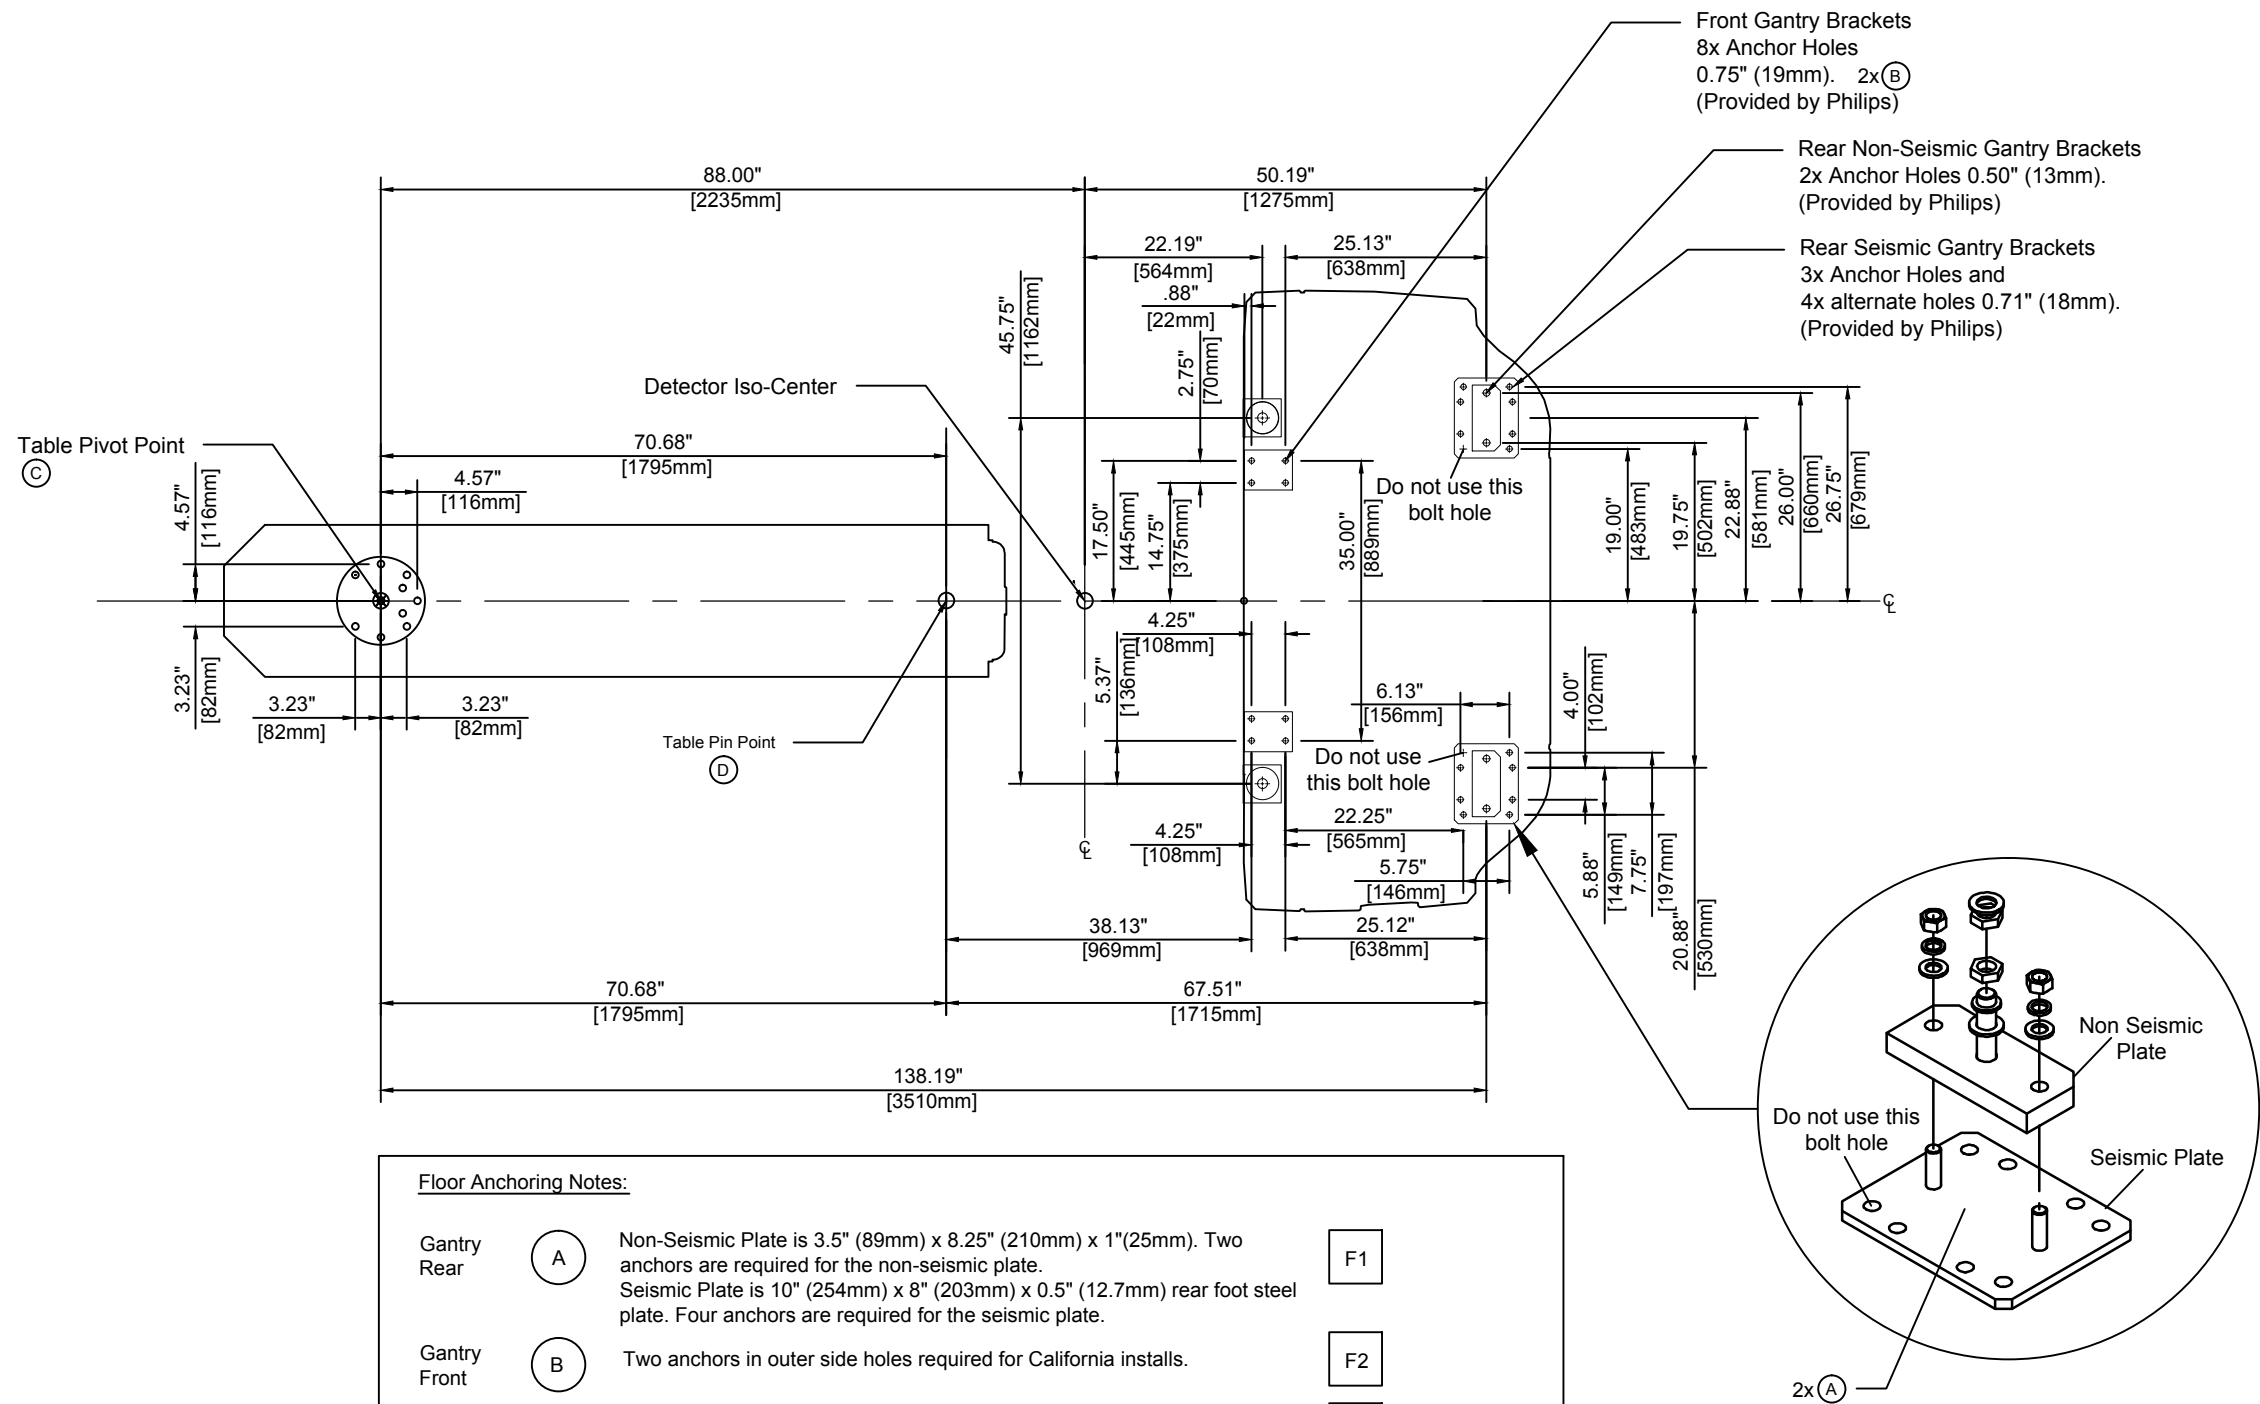 Front Gantry Brackets
8x Anchor Holes
0.75" (19mm). 2x B
(Provided by Philips)
Rear Non-Seismic Gantry Brackets
2x Anchor Holes 0.50" (13mm).
(Provided by Philips)
Rear Seismic Gantry Brackets
3x Anchor Holes and
4x alternate holes 0.71" (18mm).
(Provided by Philips)
88.00"
[2235mm]
50.19"
[1275mm]
22.19"
[564mm]
25.13"
[638mm]
.88"
[22mm]
45.75"
[1162mm]
2.75"
[70mm]
Detector Iso-Center
Table Pivot Point
C
70.68"
[1795mm]
4.57"
[116mm]
4.57"
[116mm]
17.50"
[445mm]
14.75"
[375mm]
35.00"
[889mm]
Do not use this
bolt hole
19.00"
[483mm]
19.75"
[502mm]
22.88"
[581mm]
26.00"
[660mm]
26.75"
[679mm]
℄
3.23"
[82mm]
3.23"
[82mm]
3.23"
[82mm]
4.25"
[108mm]
5.37"
[136mm]
Table Pin Point
D
6.13"
[156mm]
4.00"
[102mm]
Do not use
this bolt hole
℄
4.25"
[108mm]
22.25"
[565mm]
5.75"
[146mm]
5.88"
[149mm]
7.75"
[197mm]
20.88"
[530mm]
38.13"
[969mm]
25.12"
[638mm]
70.68"
[1795mm]
67.51"
[1715mm]
138.19"
[3510mm]
Non Seismic
Plate
Do not use this
bolt hole
Seismic Plate
2x A
Floor Anchoring Notes:
Gantry
Rear
A
Non-Seismic Plate is 3.5" (89mm) x 8.25" (210mm) x 1"(25mm). Two
anchors are required for the non-seismic plate.
Seismic Plate is 10" (254mm) x 8" (203mm) x 0.5" (12.7mm) rear foot steel
plate. Four anchors are required for the seismic plate.
F1
Gantry
Front
B
Two anchors in outer side holes required for California installs.
F2